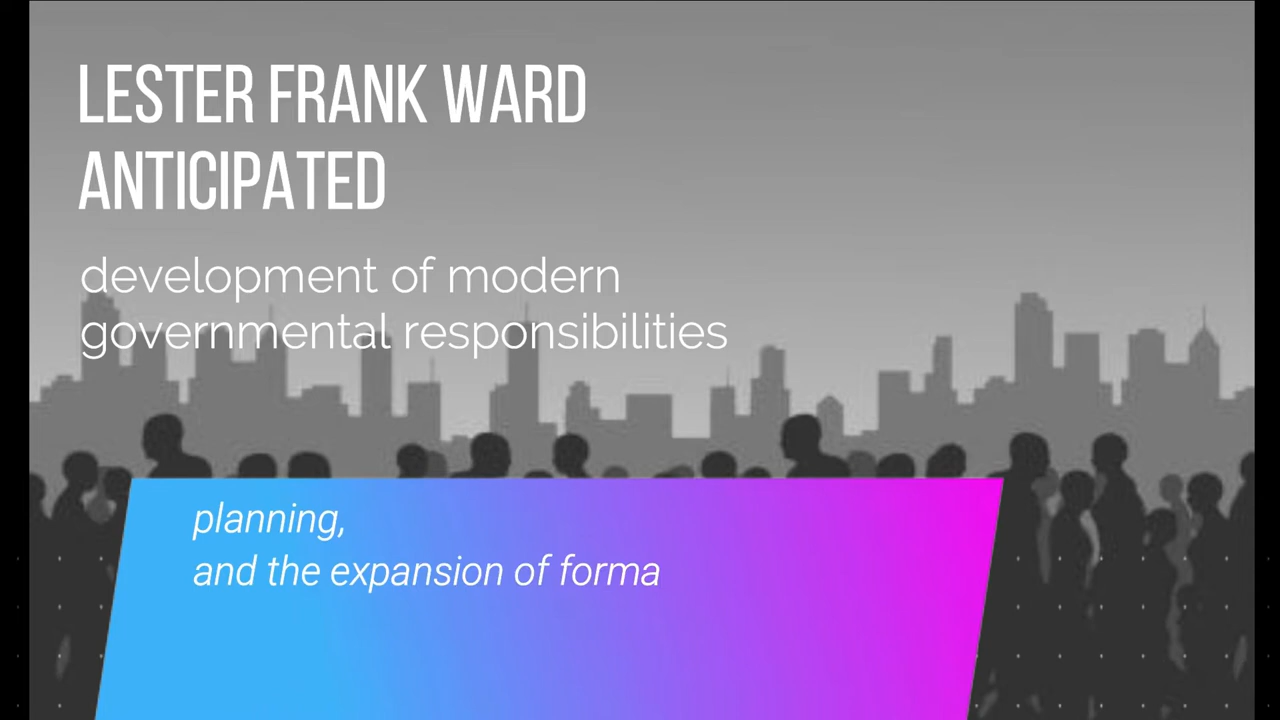 LESTER FRANK WARD
ANTICIPATED
development of modern
governmental responsibilities
planning,
and the expansion of forma